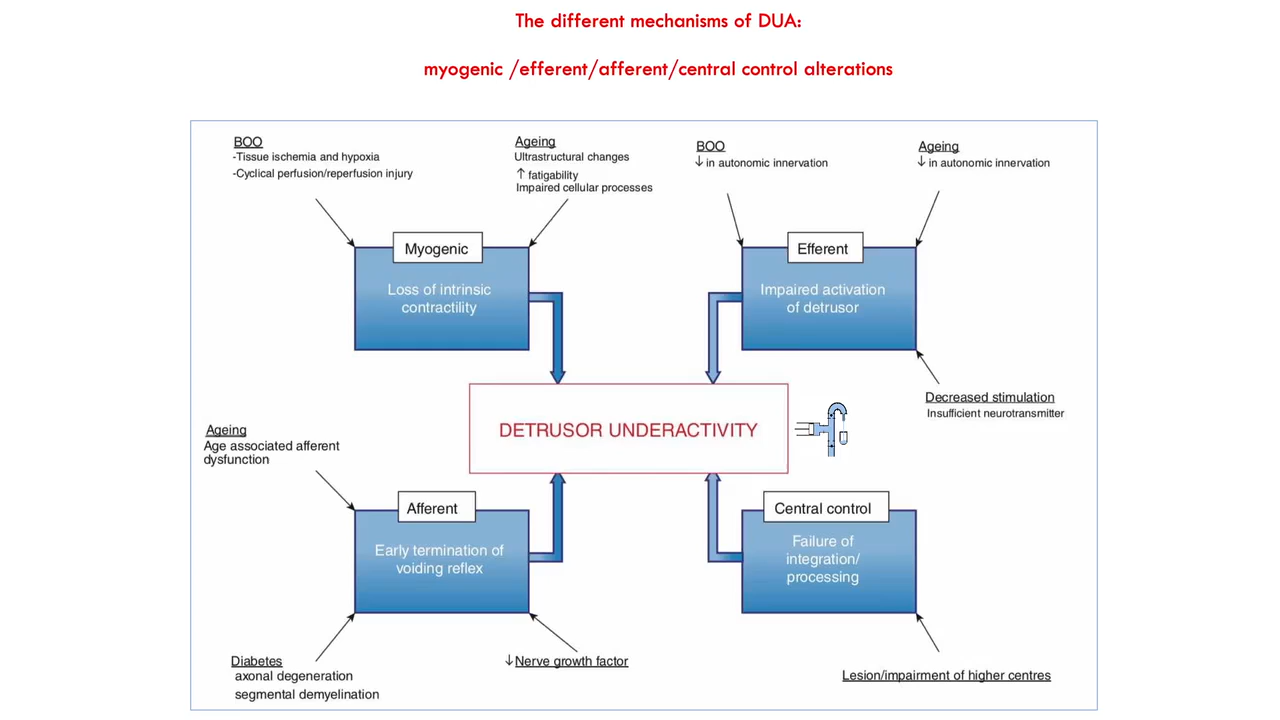 The different mechanisms of DUA:
myogenic /efferent/afferent/central control alterations
BOO
-Tissue ischemia and hypoxia
-Cyclical perfusion/reperfusion injury
Ageing
Ultrastructural changes
↑ fatigability
Impaired cellular processes
BOO
↓ in autonomic innervation
Ageing
↓ in autonomic innervation
Myogenic
Loss of intrinsic
contractility
Efferent
Impaired activation
of detrusor
Decreased stimulation
Insufficient neurotransmitter
DETRUSOR UNDERACTIVITY
Ageing
Age associated afferent
dysfunction
Afferent
Early termination of
voiding reflex
Central control
Failure of
integration/
processing
Diabetes
axonal degeneration
segmental demyelination
↓ Nerve growth factor
Lesion/impairment of higher centres